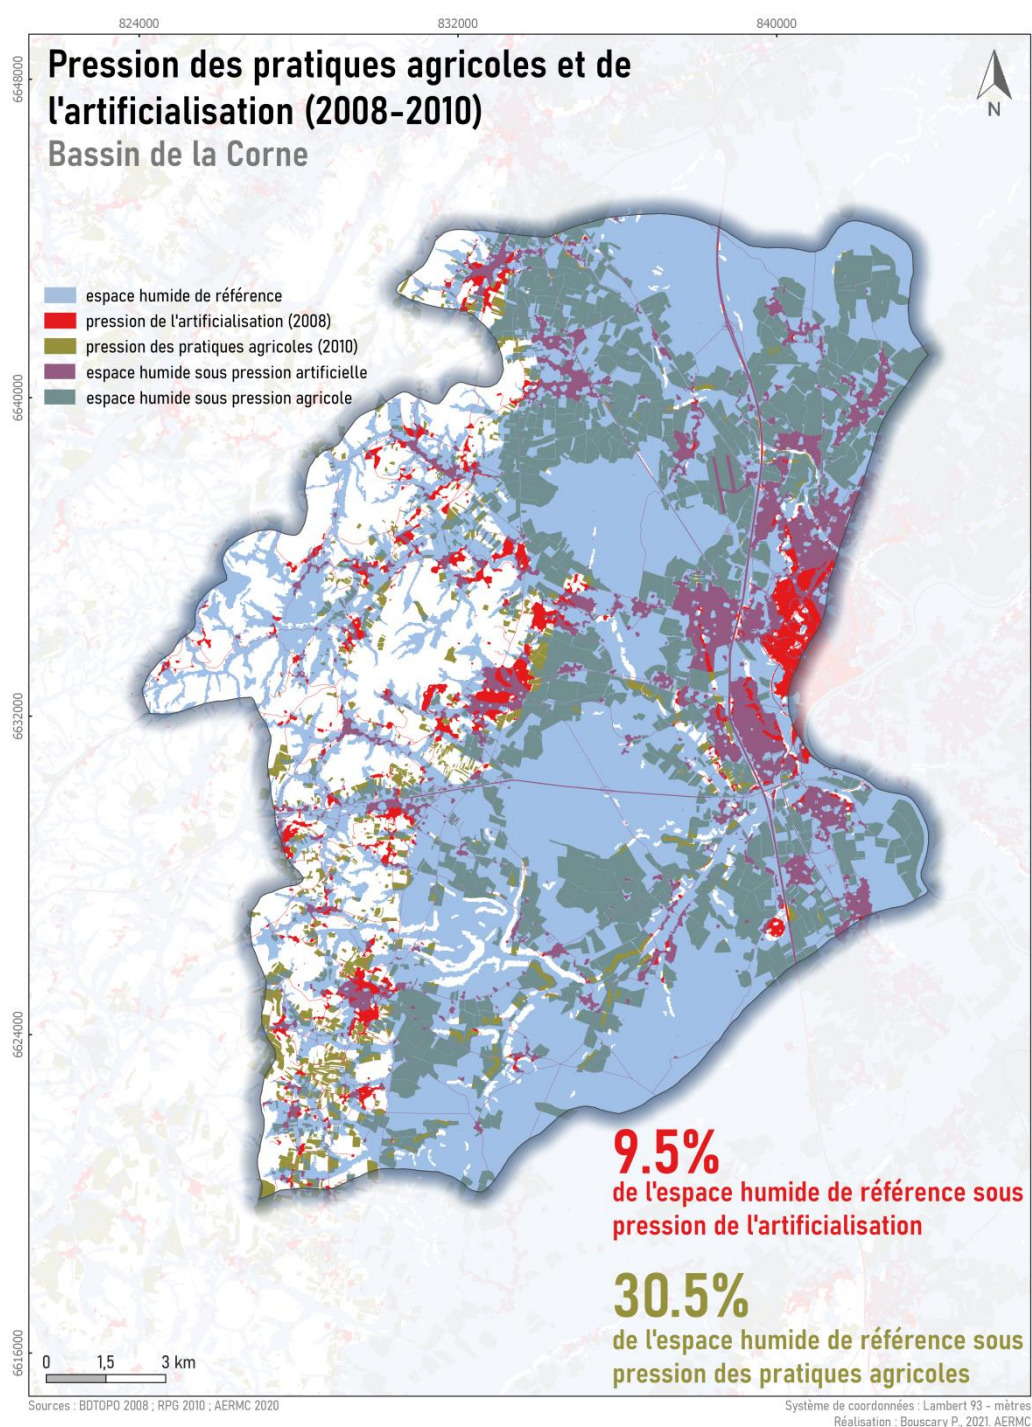 824000
832000
840000
Pression des pratiques agricoles et de
l'artificialisation (2008-2010)
Bassin de la Corne
N
6648000
espace humide de référence
pression de l'artificialisation (2008)
pression des pratiques agricoles (2010)
espace humide sous pression artificielle
espace humide sous pression agricole
6640000
6632000
6624000
6616000
9.5%
de l'espace humide de référence sous
pression de l'artificialisation
30.5%
de l'espace humide de référence sous
pression des pratiques agricoles
0 1,5 3 km
Sources : BDTOPO 2008 ; RPG 2010 ; AERMC 2020
Système de coordonnées : Lambert 93 - mètres
Réalisation : Bouscary P., 2021. AERMC